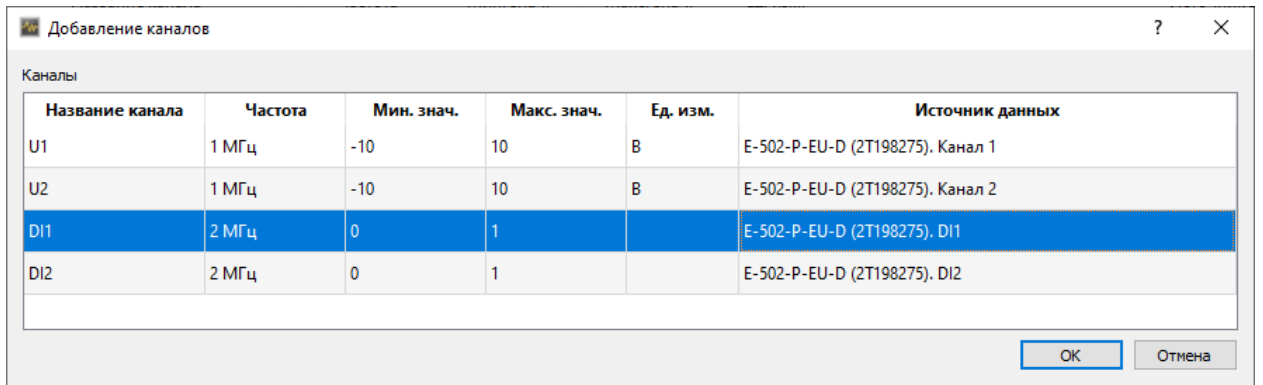 Добавление каналов ?
Каналы
Название канала Частота Мин. знач. Макс. знач. Ед. изм. Источник данных
U1 1 МГц -10 10 В E-502-P-EU-D (2T198275). Канал 1
U2 1 МГц -10 10 В E-502-P-EU-D (2T198275). Канал 2
DI1 2 МГц 0 1 E-502-P-EU-D (2T198275). DI1
DI2 2 МГц 0 1 E-502-P-EU-D (2T198275). DI2
OK Отмена